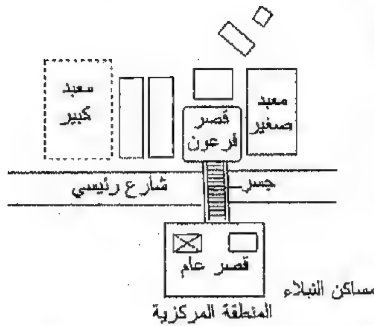 معبد
كبير
قصر
فرعون
معبد
صغير
شارع رئيسي
جسر
قصر عام
مساكن النبلاء
المنطقة المركزية